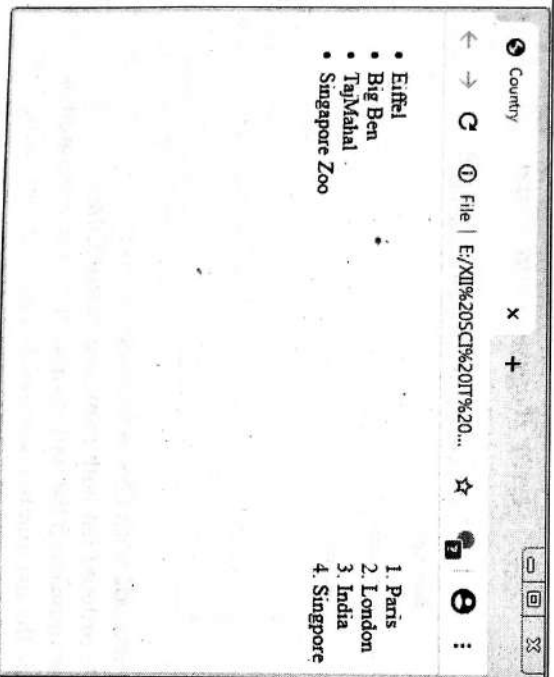 Country × +
← → C ⓘ File | E:/XII%20SCI%20IT%20... ☆ ⋮
• Eiffel
• Big Ben
• TajMahal
• Singapore Zoo
1. Paris
2. London
3. India
4. Singpore